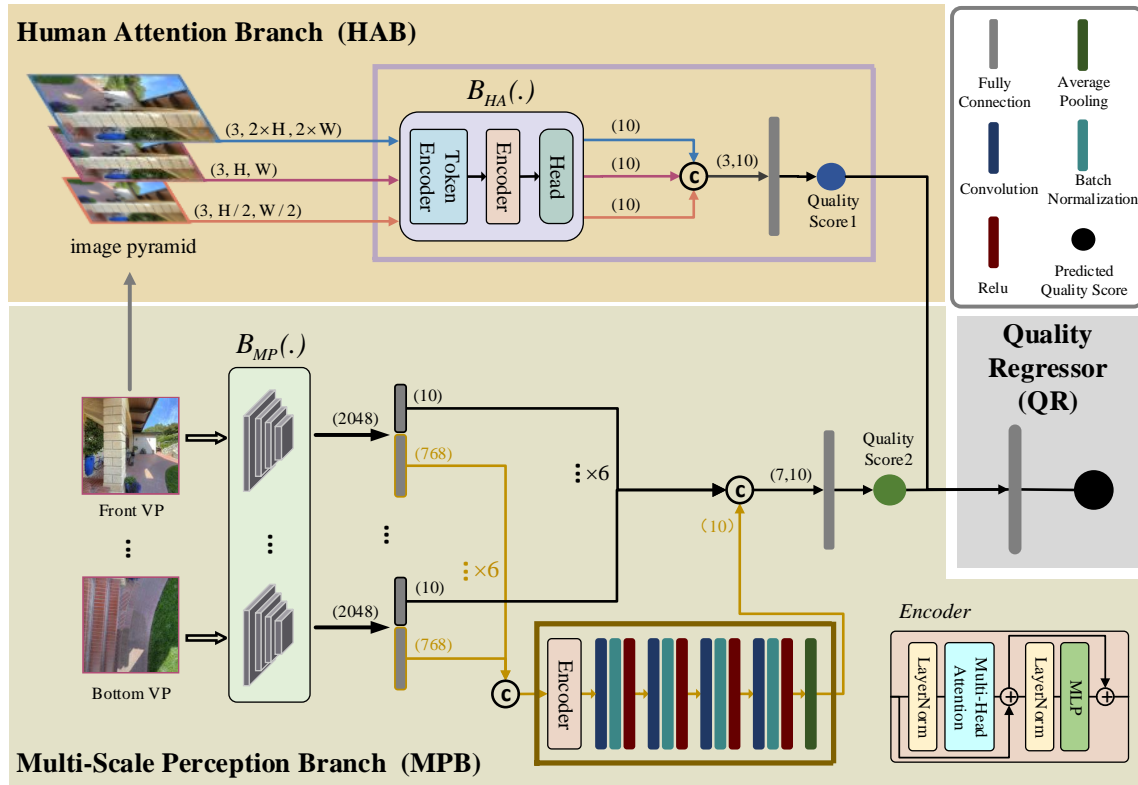 Human Attention Branch (HAB)
B_HA(.)
(3, 2×H, 2×W)
(3, H, W)
(3, H/2, W/2)
image pyramid
Token Encoder
Encoder
Head
(10)
(10)
(10)
c
(3,10)
Quality
Score1
Fully
Connection
Average
Pooling
Convolution
Batch
Normalization
Relu
Predicted
Quality Score
B_MP(.)
Front VP
...
Bottom VP
...
(2048)
(2048)
...
(10)
(768)
(10)
(768)
...×6
...×6
c
c
(7,10)
(10)
Quality
Score2
Quality
Regressor
(QR)
Encoder
Encoder
LayerNorm
Multi-Head
Attention
+
LayerNorm
MLP
+
Multi-Scale Perception Branch (MPB)